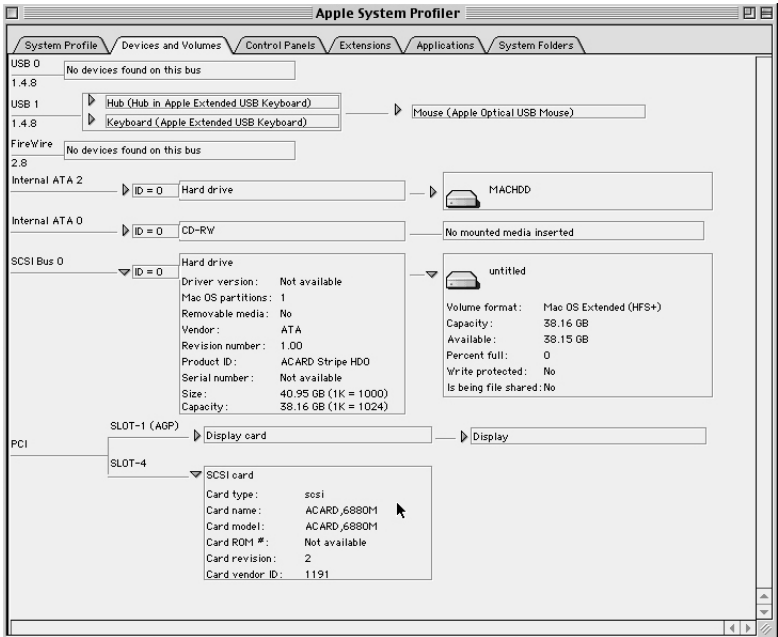 Apple System Profiler
System Profile Devices and Volumes Control Panels Extensions Applications System Folders
USB 0
No devices found on this bus
1.4.8
USB 1
Hub (Hub in Apple Extended USB Keyboard)
Mouse (Apple Optical USB Mouse)
1.4.8
Keyboard (Apple Extended USB Keyboard)
FireWire
No devices found on this bus
2.8
Internal ATA 2
ID = 0 Hard drive
MACHDD
Internal ATA 0
ID = 0 CD-RW
No mounted media inserted
SCSI Bus 0
ID = 0
Hard drive
Driver version: Not available
Mac OS partitions: 1
Removable media: No
Vendor: ATA
Revision number: 1.00
Product ID: ACARD Stripe HD0
Serial number: Not available
Size: 40.95 GB (1K = 1000)
Capacity: 38.16 GB (1K = 1024)
untitled
Volume format: Mac OS Extended (HFS+)
Capacity: 38.16 GB
Available: 38.15 GB
Percent full: 0
Write protected: No
Is being file shared: No
PCI
SLOT-1 (AGP)
Display card
Display
SLOT-4
SCSI card
Card type: scsi
Card name: ACARD,6880M
Card model: ACARD,6880M
Card ROM #: Not available
Card revision: 2
Card vendor ID: 1191